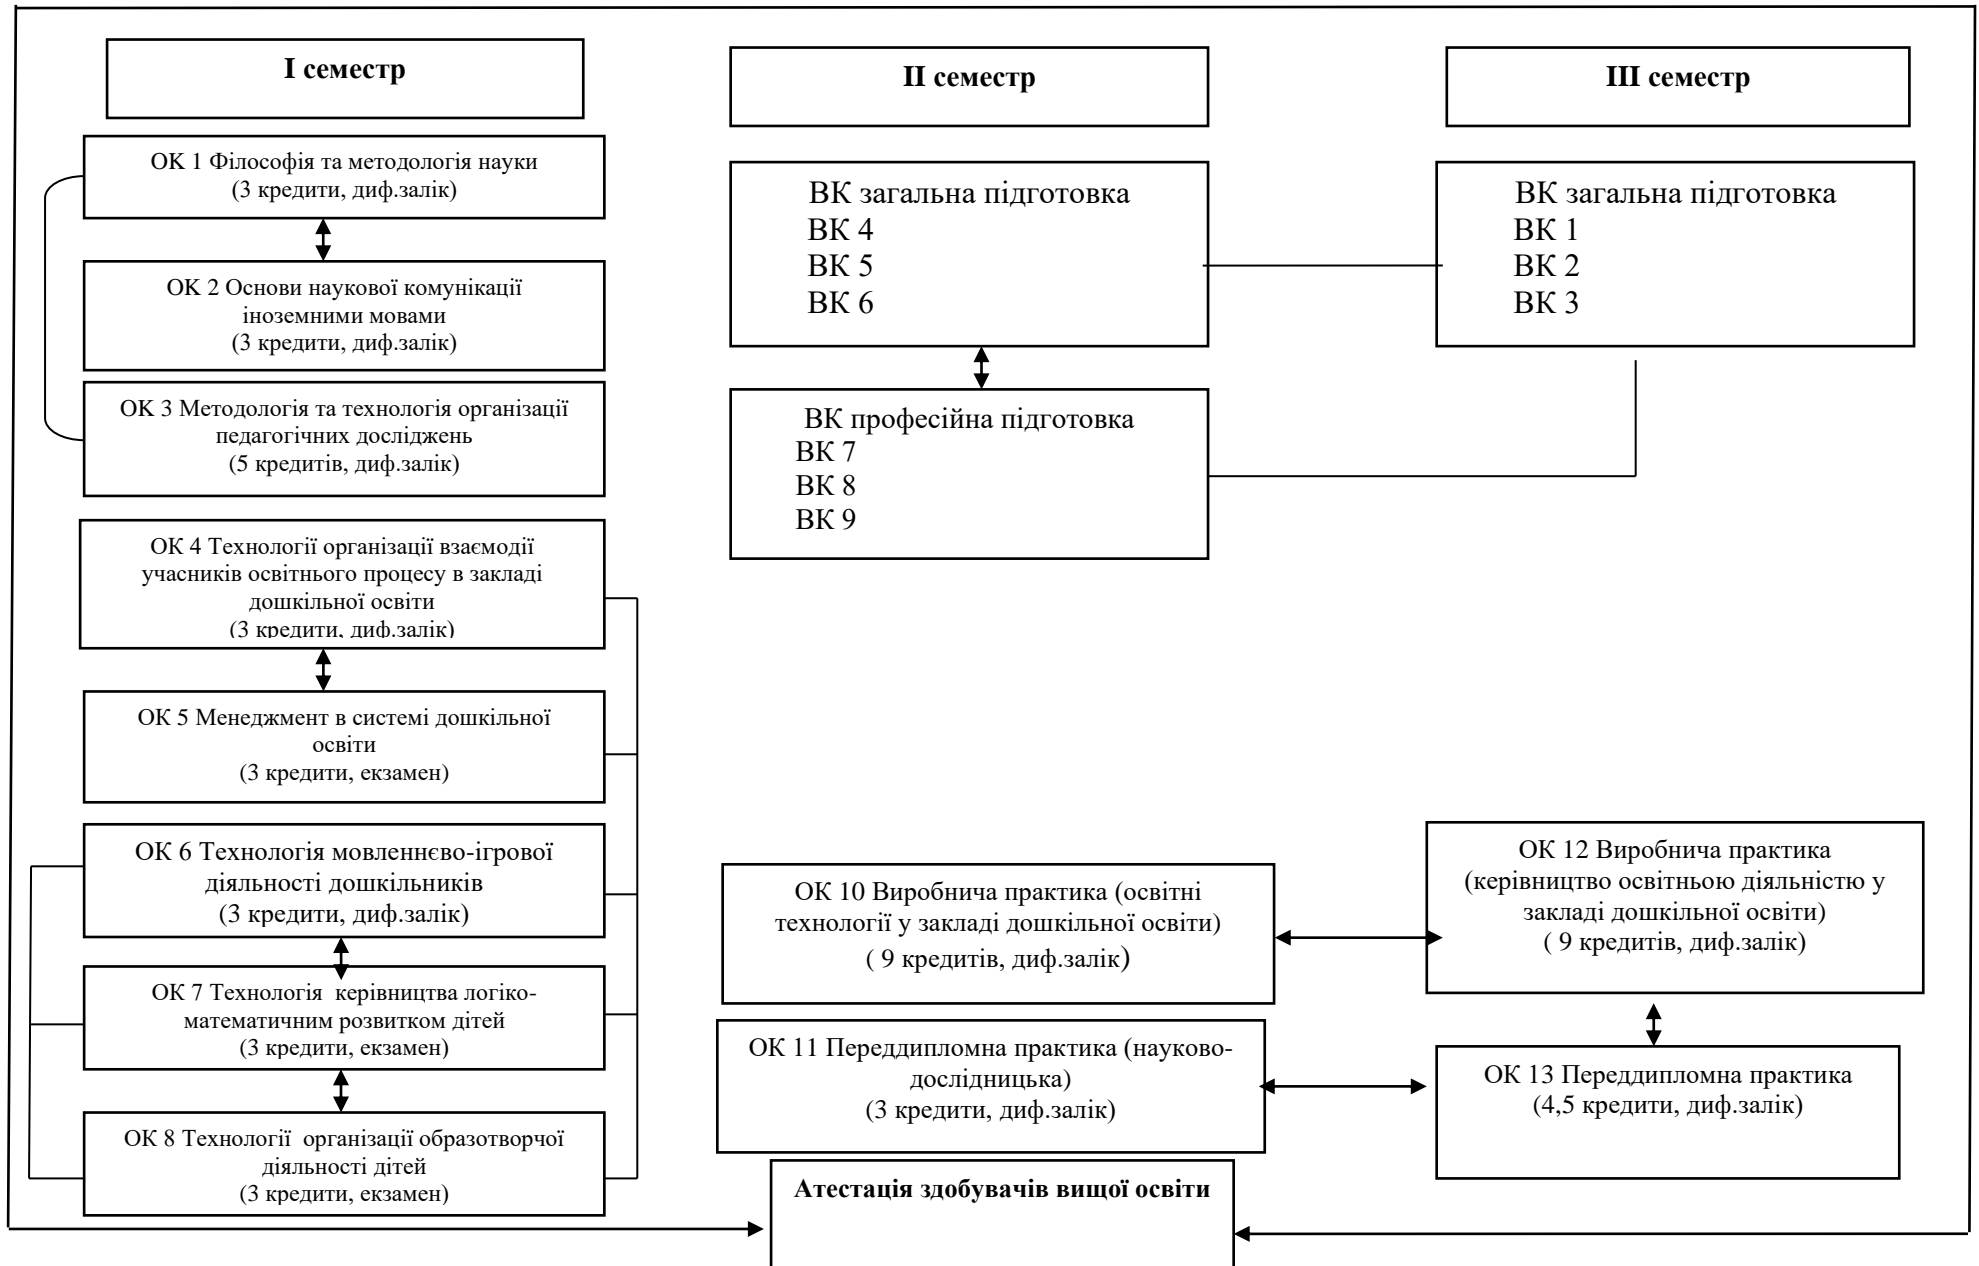 І семестр
ІІ семестр
ІІІ семестр
ОК 1 Філософія та методологія науки
(3 кредити, диф.залік)
ОК 2 Основи наукової комунікації
іноземними мовами
(3 кредити, диф.залік)
ОК 3 Методологія та технологія організації
педагогічних досліджень
(5 кредитів, диф.залік)
ОК 4 Технології організації взаємодії
учасників освітнього процесу в закладі
дошкільної освіти
(3 кредити, диф.залік)
ОК 5 Менеджмент в системі дошкільної
освіти
(3 кредити, екзамен)
ОК 6 Технологія мовленнєво-ігрової
діяльності дошкільників
(3 кредити, диф.залік)
ОК 7 Технологія  керівництва логіко-
математичним розвитком дітей
(3 кредити, екзамен)
ОК 8 Технології  організації образотворчої
діяльності дітей
(3 кредити, екзамен)
ВК загальна підготовка
ВК 4
ВК 5
ВК 6
ВК професійна підготовка
ВК 7
ВК 8
ВК 9
ВК загальна підготовка
ВК 1
ВК 2
ВК 3
ОК 10 Виробнича практика (освітні
технології у закладі дошкільної освіти)
( 9 кредитів, диф.залік)
ОК 11 Переддипломна практика (науково-
дослідницька)
(3 кредити, диф.залік)
ОК 12 Виробнича практика
(керівництво освітньою діяльністю у
закладі дошкільної освіти)
( 9 кредитів, диф.залік)
ОК 13 Переддипломна практика
(4,5 кредити, диф.залік)
Атестація здобувачів вищої освіти